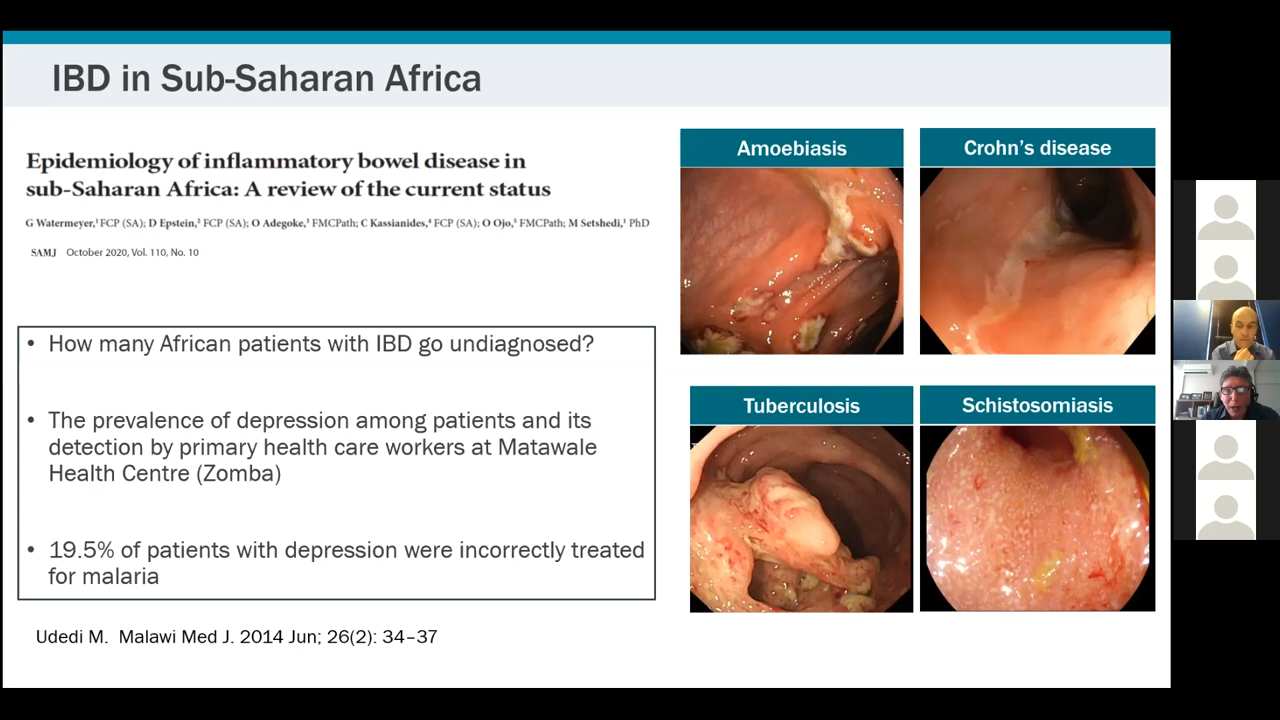 IBD in Sub-Saharan Africa
Epidemiology of inflammatory bowel disease in
sub-Saharan Africa: A review of the current status
G Watermeyer,¹ FCP (SA); D Epstein,² FCP (SA); O Adegoke,³ FMCPath; C Kassianides,⁴ FCP (SA); O Ojo,⁵ FMCPath; M Setshedi,¹ PhD
SAMJ October 2020, Vol. 110, No. 10
• How many African patients with IBD go undiagnosed?
• The prevalence of depression among patients and its
detection by primary health care workers at Matawale
Health Centre (Zomba)
• 19.5% of patients with depression were incorrectly treated
for malaria
Udedi M. Malawi Med J. 2014 Jun; 26(2): 34–37
Amoebiasis
Crohn’s disease
Tuberculosis
Schistosomiasis